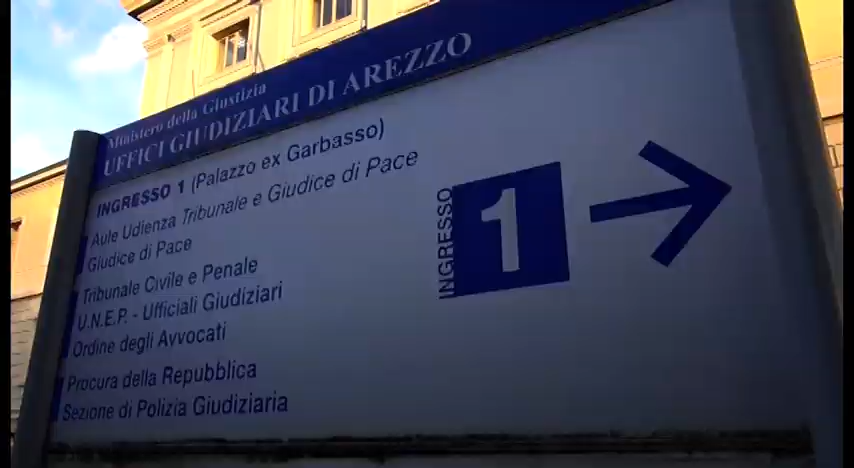 Ministero della Giustizia
UFFICI GIUDIZIARI DI AREZZO
INGRESSO 1 (Palazzo ex Garbasso)
Aule Udienza Tribunale e Giudice di Pace
Giudice di Pace
Tribunale Civile e Penale
U.N.E.P. - Ufficiali Giudiziari
Ordine degli Avvocati
Procura della Repubblica
Sezione di Polizia Giudiziaria
INGRESSO
1